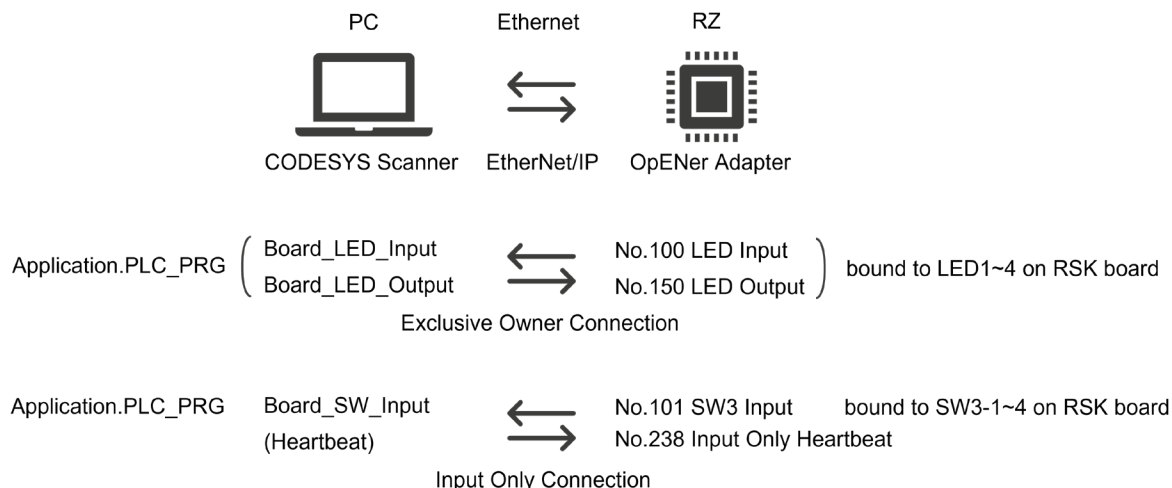 PC Ethernet RZ
CODESYS Scanner EtherNet/IP OpENer Adapter
Application.PLC_PRG Board_LED_Input No.100 LED Input bound to LED1~4 on RSK board
Board_LED_Output No.150 LED Output
Exclusive Owner Connection
Application.PLC_PRG Board_SW_Input No.101 SW3 Input bound to SW3-1~4 on RSK board
(Heartbeat) No.238 Input Only Heartbeat
Input Only Connection